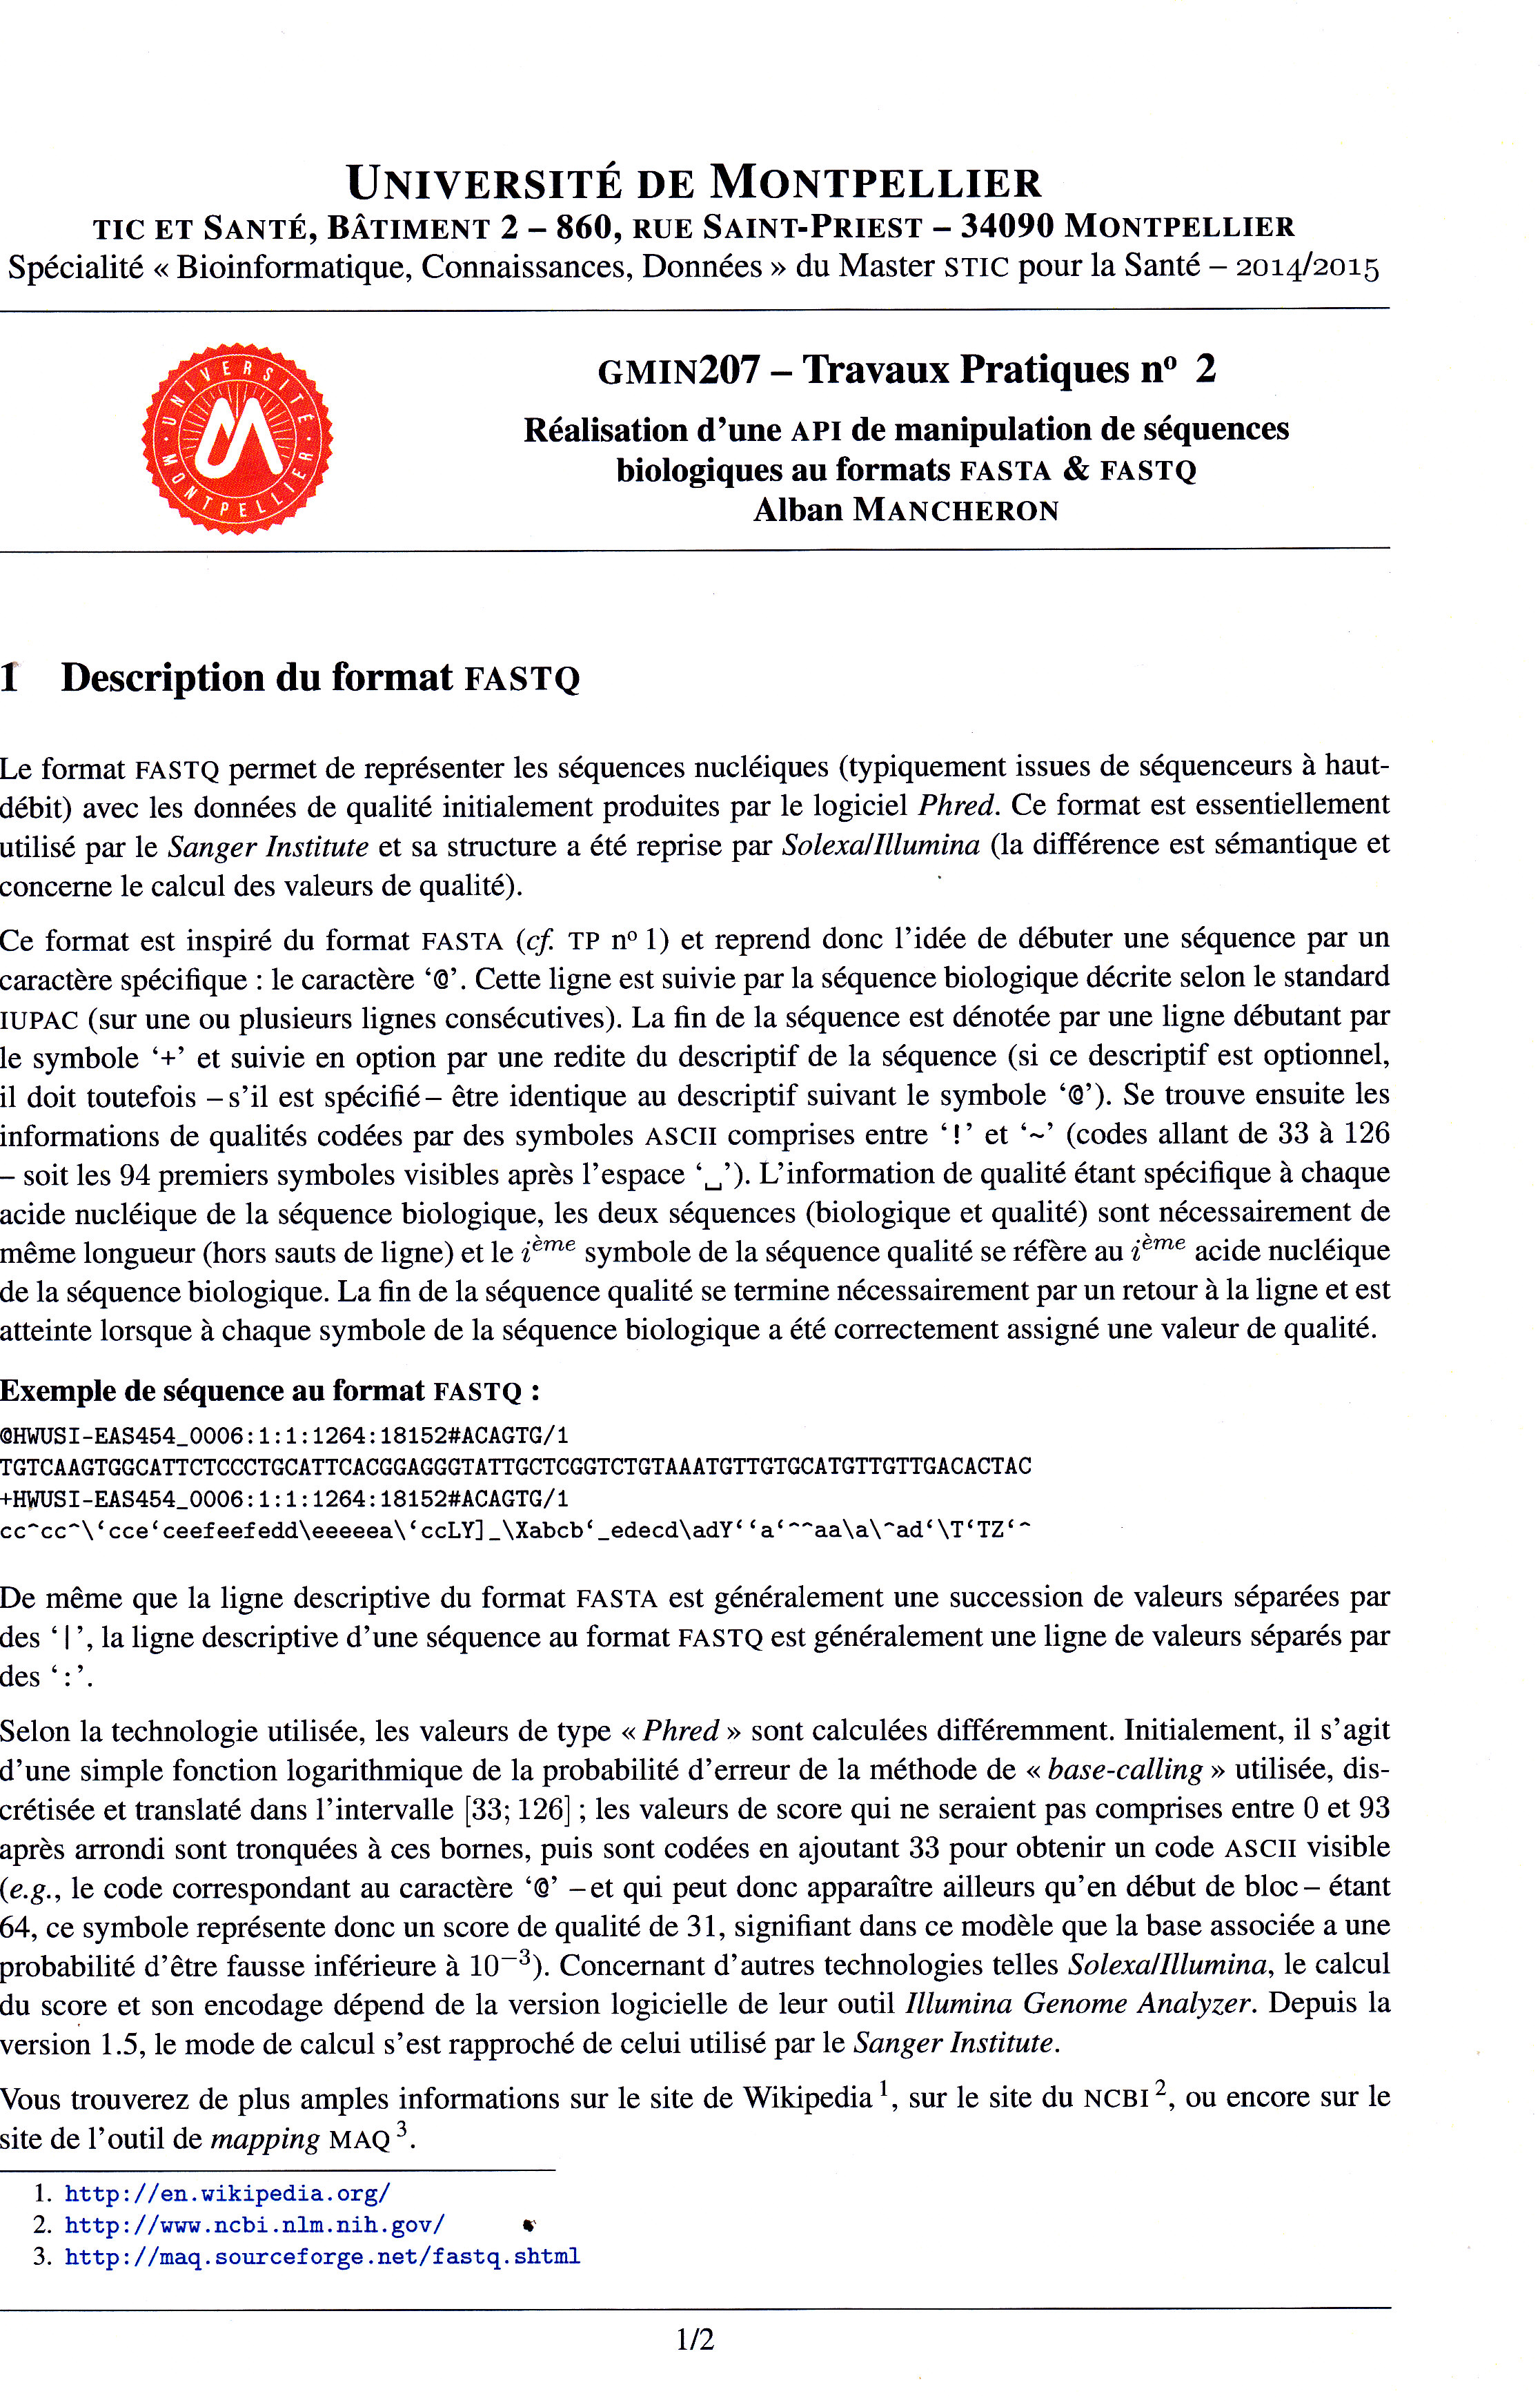 UNIVERSITÉ DE MONTPELLIER
TIC ET SANTÉ, BÂTIMENT 2 – 860, RUE SAINT-PRIEST – 34090 MONTPELLIER
Spécialité « Bioinformatique, Connaissances, Données » du Master STIC pour la Santé – 2014/2015
UNIVERSITÉ · MONTPELLIER ·
GMIN207 – Travaux Pratiques nº 2
Réalisation d'une API de manipulation de séquences
biologiques au formats FASTA & FASTQ
Alban MANCHERON
1 Description du format FASTQ
Le format FASTQ permet de représenter les séquences nucléiques (typiquement issues de séquenceurs à haut-
débit) avec les données de qualité initialement produites par le logiciel Phred. Ce format est essentiellement
utilisé par le Sanger Institute et sa structure a été reprise par Solexa/Illumina (la différence est sémantique et
concerne le calcul des valeurs de qualité).
Ce format est inspiré du format FASTA (cf. TP nº 1) et reprend donc l'idée de débuter une séquence par un
caractère spécifique : le caractère ‘@’. Cette ligne est suivie par la séquence biologique décrite selon le standard
IUPAC (sur une ou plusieurs lignes consécutives). La fin de la séquence est dénotée par une ligne débutant par
le symbole ‘+’ et suivie en option par une redite du descriptif de la séquence (si ce descriptif est optionnel,
il doit toutefois – s'il est spécifié – être identique au descriptif suivant le symbole ‘@’). Se trouve ensuite les
informations de qualités codées par des symboles ASCII comprises entre ‘!’ et ‘~’ (codes allant de 33 à 126
– soit les 94 premiers symboles visibles après l'espace ‘␣’). L'information de qualité étant spécifique à chaque
acide nucléique de la séquence biologique, les deux séquences (biologique et qualité) sont nécessairement de
même longueur (hors sauts de ligne) et le ième symbole de la séquence qualité se réfère au ième acide nucléique
de la séquence biologique. La fin de la séquence qualité se termine nécessairement par un retour à la ligne et est
atteinte lorsque à chaque symbole de la séquence biologique a été correctement assigné une valeur de qualité.
Exemple de séquence au format FASTQ :
@HWUSI-EAS454_0006:1:1:1264:18152#ACAGTG/1
TGTCAAGTGGCATTCTCCCTGCATTCACGGAGGGTATTGCTCGGTCTGTAAATGTTGTGCATGTTGTTGACACTAC
+HWUSI-EAS454_0006:1:1:1264:18152#ACAGTG/1
cc^cc^\‘cce‘ceefeefedd\eeeeea\‘ccLY]_\Xabcb‘_edecd\adY‘‘a‘^^aa\a\^ad‘\T‘TZ‘^
De même que la ligne descriptive du format FASTA est généralement une succession de valeurs séparées par
des ‘|’, la ligne descriptive d'une séquence au format FASTQ est généralement une ligne de valeurs séparés par
des ‘:’.
Selon la technologie utilisée, les valeurs de type « Phred » sont calculées différemment. Initialement, il s'agit
d'une simple fonction logarithmique de la probabilité d'erreur de la méthode de « base-calling » utilisée, dis-
crétisée et translaté dans l'intervalle [33; 126] ; les valeurs de score qui ne seraient pas comprises entre 0 et 93
après arrondi sont tronquées à ces bornes, puis sont codées en ajoutant 33 pour obtenir un code ASCII visible
(e.g., le code correspondant au caractère ‘@’ – et qui peut donc apparaître ailleurs qu'en début de bloc – étant
64, ce symbole représente donc un score de qualité de 31, signifiant dans ce modèle que la base associée a une
probabilité d'être fausse inférieure à 10⁻³). Concernant d'autres technologies telles Solexa/Illumina, le calcul
du score et son encodage dépend de la version logicielle de leur outil Illumina Genome Analyzer. Depuis la
version 1.5, le mode de calcul s'est rapproché de celui utilisé par le Sanger Institute.
Vous trouverez de plus amples informations sur le site de Wikipedia ¹, sur le site du NCBI ², ou encore sur le
site de l'outil de mapping MAQ ³.
1. http://en.wikipedia.org/
2. http://www.ncbi.nlm.nih.gov/
3. http://maq.sourceforge.net/fastq.shtml
1/2